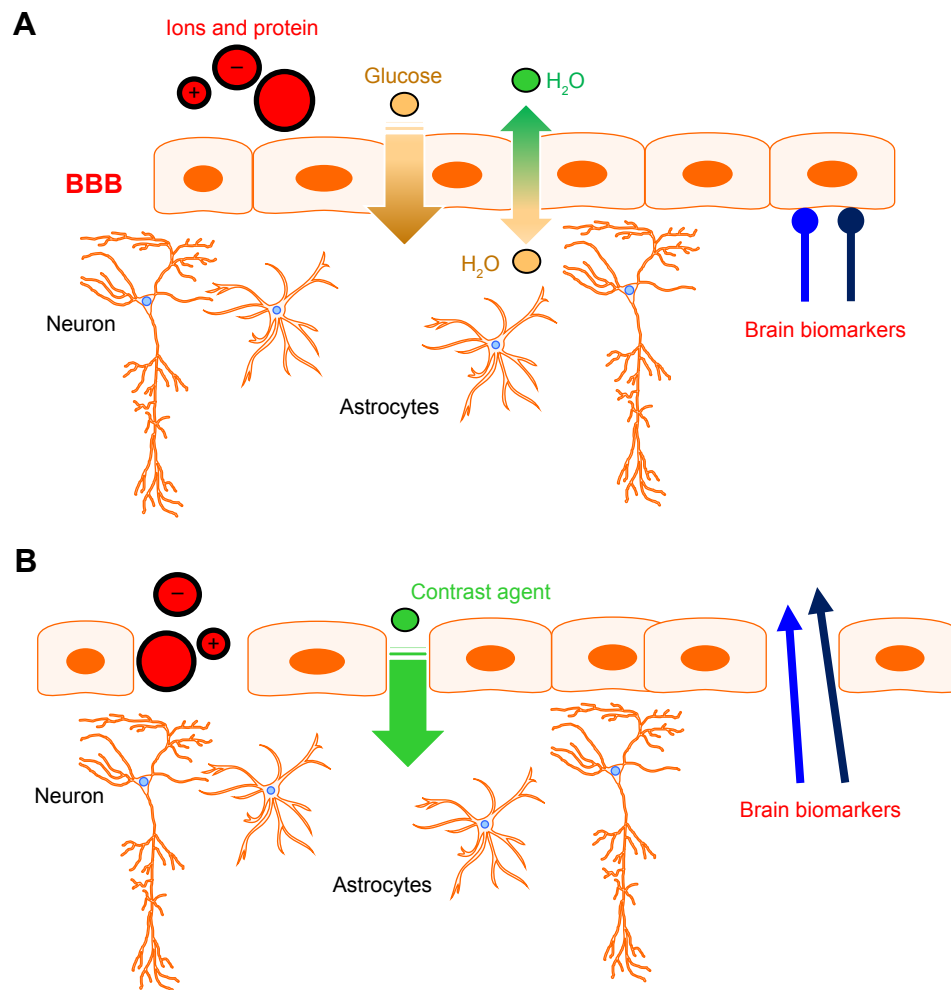 A
Ions and protein
−
+
Glucose
H₂O
BBB
H₂O
Neuron
Brain biomarkers
Astrocytes
B
−
Contrast agent
+
Neuron
Brain biomarkers
Astrocytes